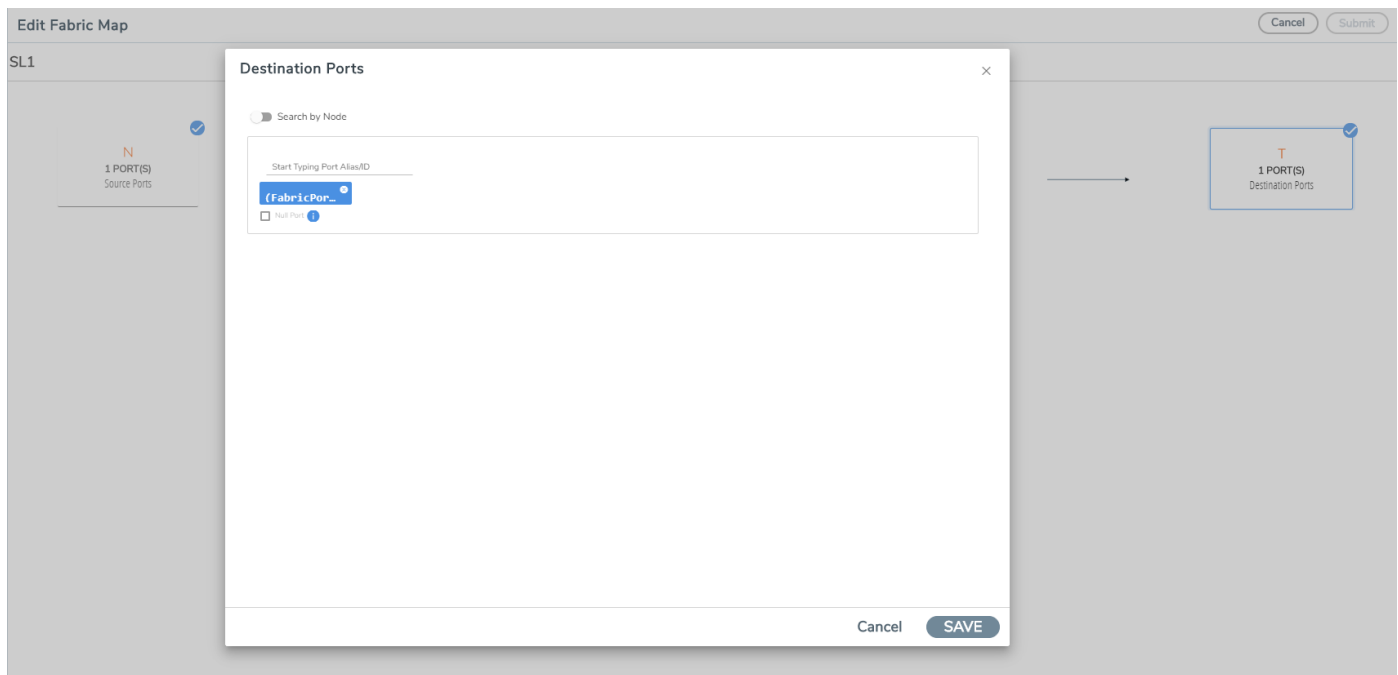 Edit Fabric Map
Cancel
Submit
SL1
Destination Ports
Search by Node
N
1 PORT(S)
Source Ports
Start Typing Port Alias/ID
(FabricPor…
Null Port
T
1 PORT(S)
Destination Ports
Cancel
SAVE